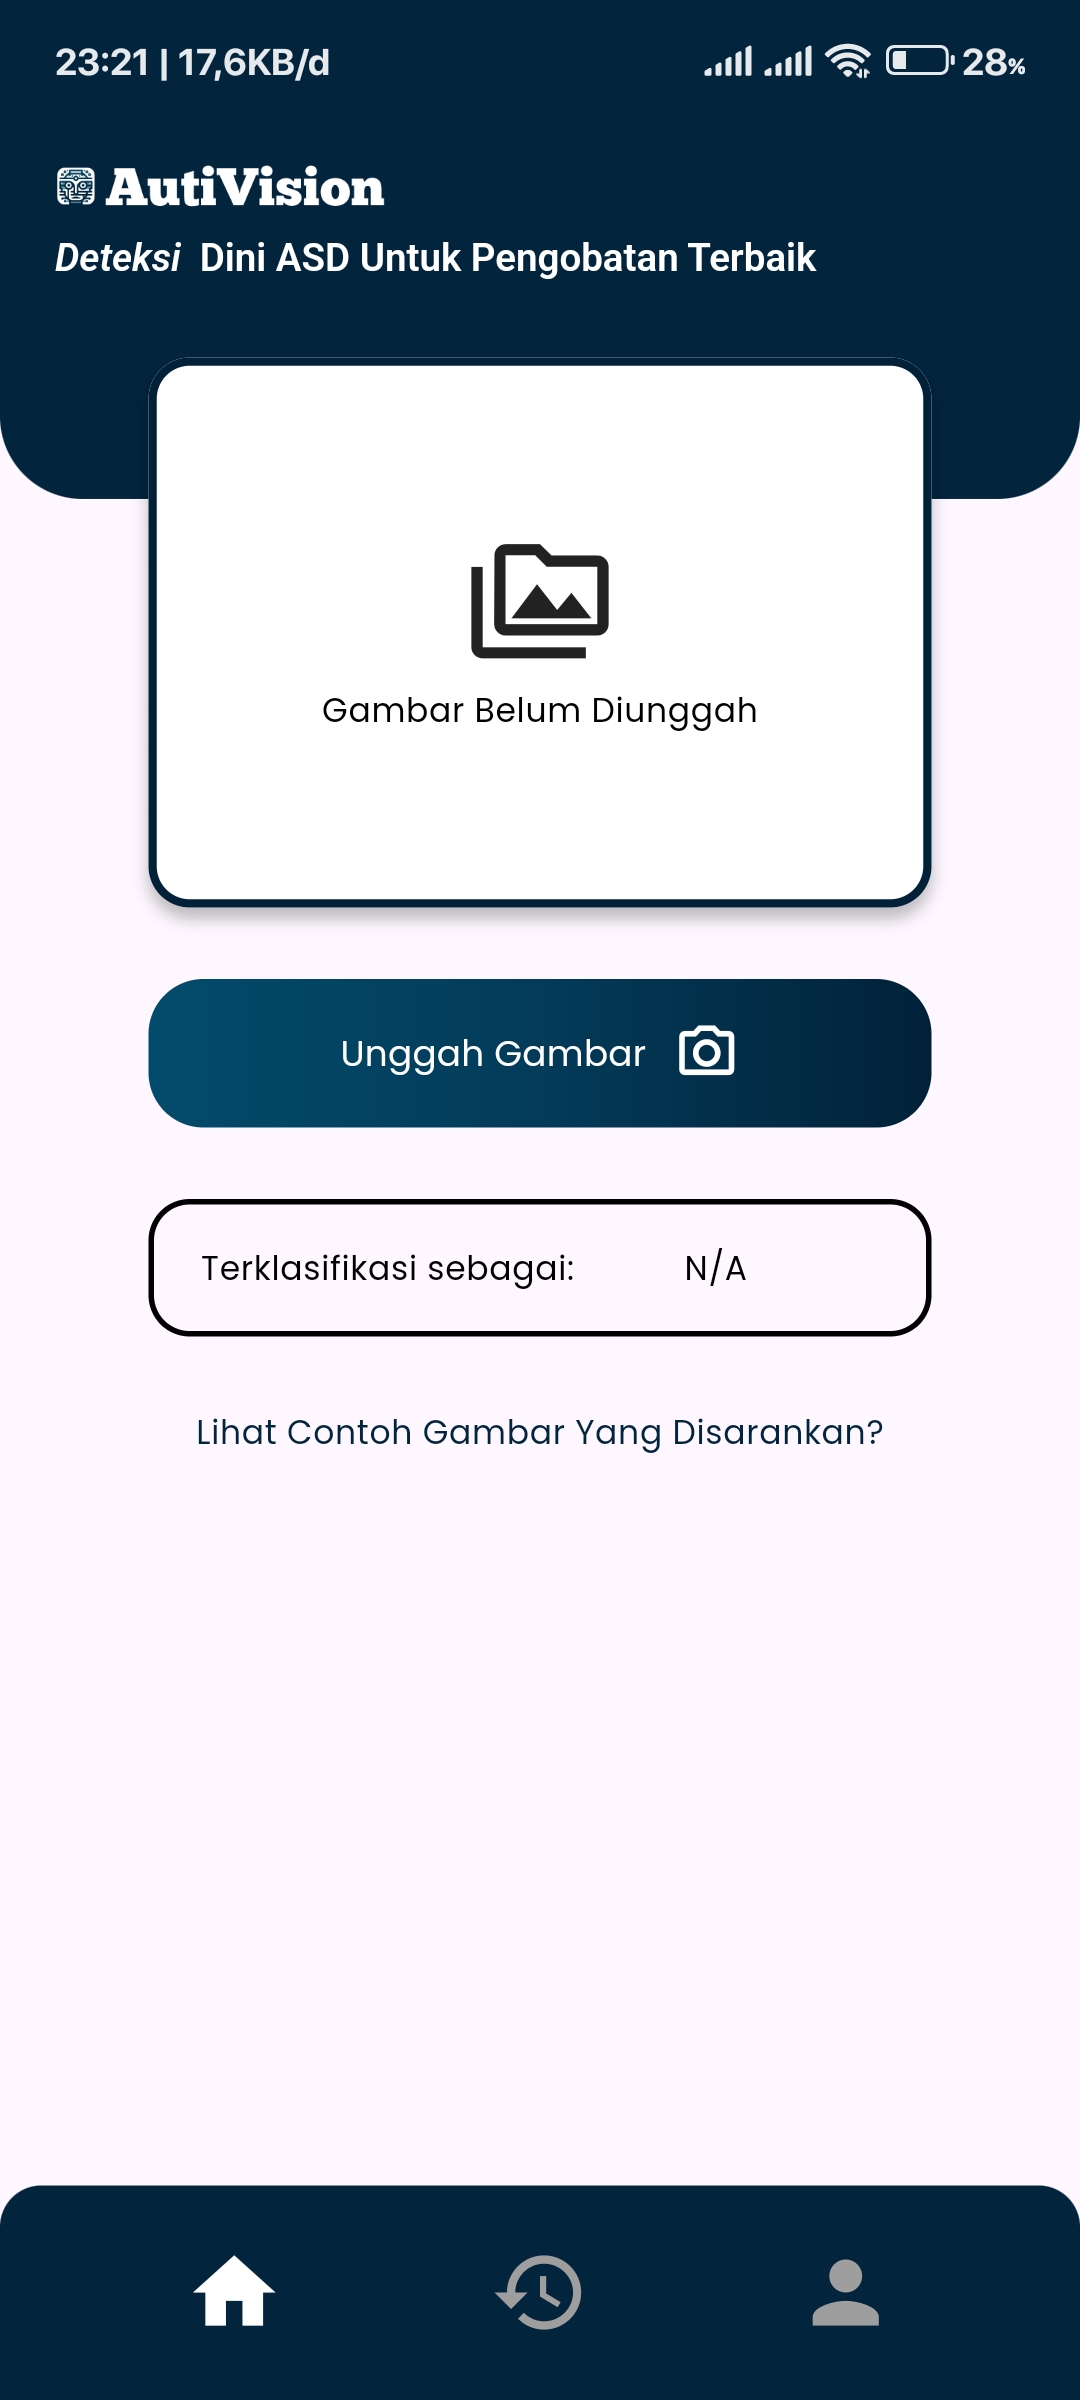 23:21 | 17,6KB/d 28%
AutiVision
Deteksi Dini ASD Untuk Pengobatan Terbaik
Gambar Belum Diunggah
Unggah Gambar
Terklasifikasi sebagai: N/A
Lihat Contoh Gambar Yang Disarankan?